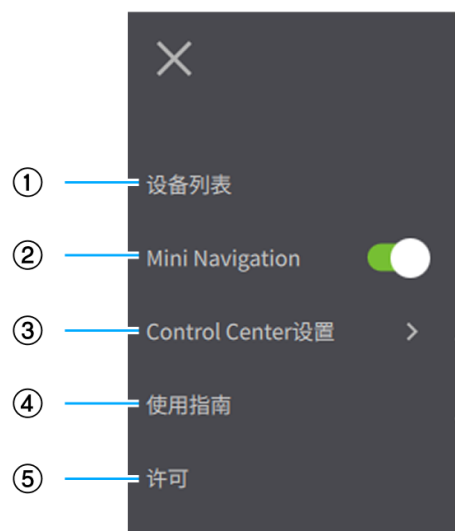 ① 设备列表
② Mini Navigation
③ Control Center设置
④ 使用指南
⑤ 许可